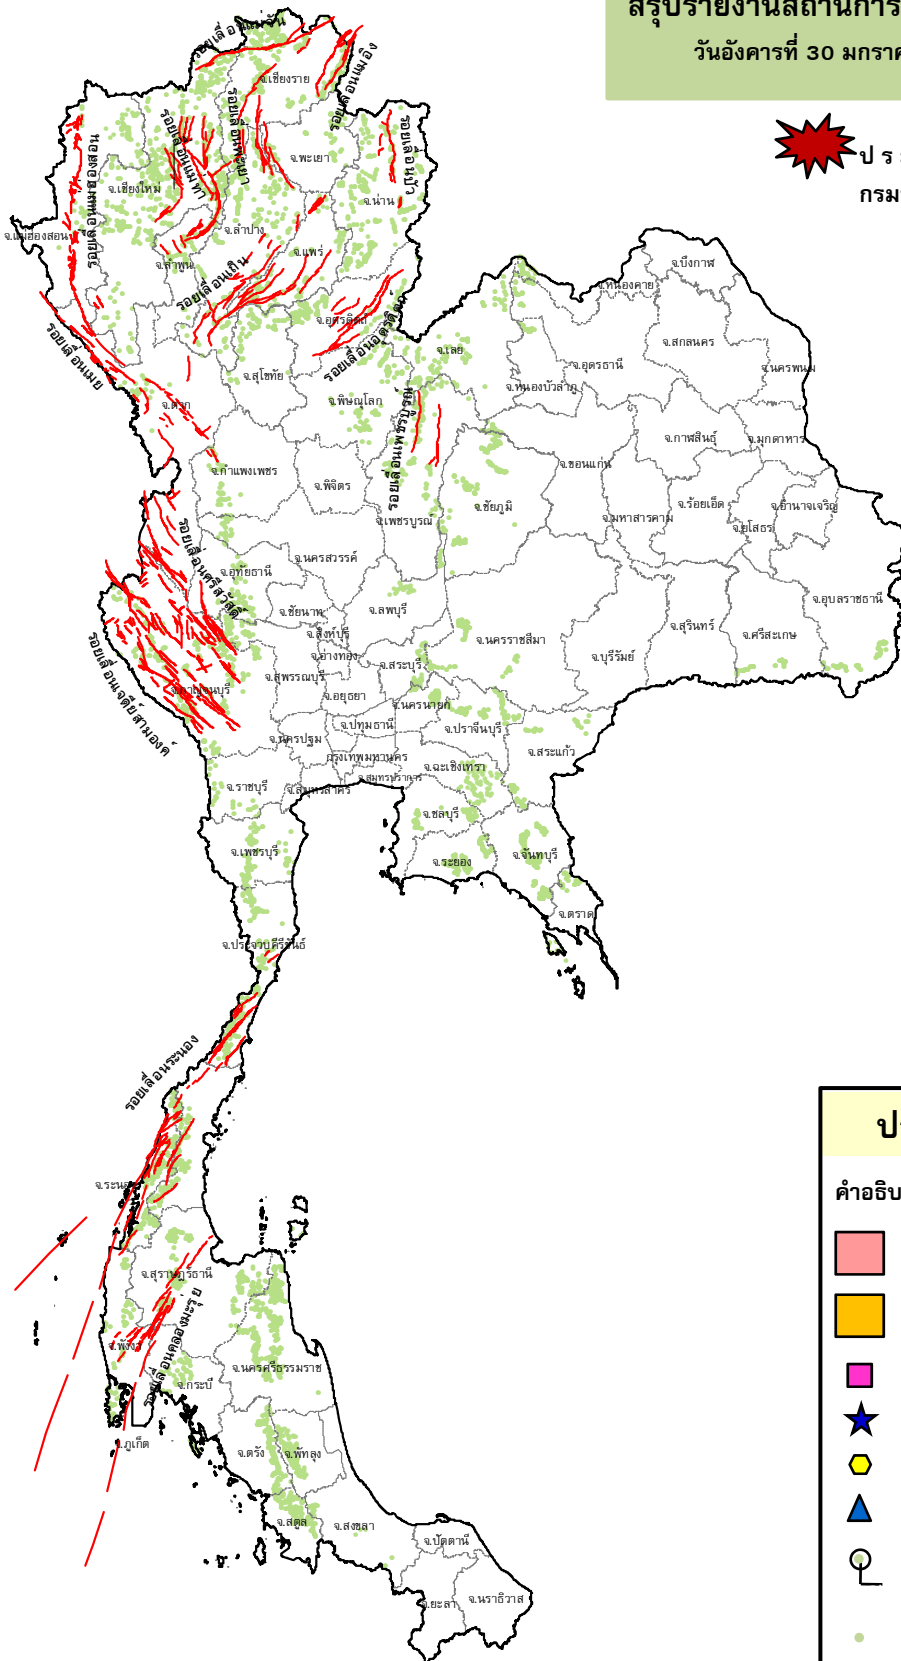 สรุปรายงานสถานการ
วันอังคารที่ 30 มกราค
ป ร
กรม
รอยเลื่อนแม่จัน
รอยเลื่อนแม่อิง
จ.เชียงราย
รอยเลื่อนพะเยา
รอยเลื่อนแม่ทา
รอยเลื่อนปัว
รอยเลื่อนแม่ฮ่องสอน
จ.พะเยา
จ.เชียงใหม่
จ.น่าน
จ.แม่ฮ่องสอน
จ.ลำปาง
จ.แพร่
จ.ลำพูน
รอยเลื่อนเถิน
จ.บึงกาฬ
จ.หนองคาย
จ.อุตรดิตถ์
รอยเลื่อนอุตรดิตถ์
รอยเลื่อนเมย
จ.สกลนคร
จ.เลย
จ.อุดรธานี
จ.นครพนม
จ.สุโขทัย
จ.หนองบัวลำภู
จ.ตาก
จ.พิษณุโลก
รอยเลื่อนเพชรบูรณ์
จ.กาฬสินธุ์
จ.มุกดาหาร
จ.กำแพงเพชร
จ.ขอนแก่น
จ.พิจิตร
จ.เพชรบูรณ์
จ.ชัยภูมิ
จ.ร้อยเอ็ด
จ.อำนาจเจริญ
จ.มหาสารคาม
จ.ยโสธร
รอยเลื่อนศรีสวัสดิ์
จ.นครสวรรค์
จ.อุทัยธานี
จ.อุบลราชธานี
จ.ชัยนาท
จ.ลพบุรี
จ.สิงห์บุรี
จ.นครราชสีมา
จ.สุรินทร์
จ.ศรีสะเกษ
จ.อ่างทอง
จ.บุรีรัมย์
จ.สระบุรี
จ.สุพรรณบุรี
รอยเลื่อนเจดีย์สามองค์
จ.กาญจนบุรี
จ.อยุธยา
จ.นครนายก
จ.ปทุมธานี
จ.ปราจีนบุรี
จ.นครปฐม
จ.สระแก้ว
กรุงเทพมหานคร
จ.ฉะเชิงเทรา
จ.สมุทรปราการ
จ.ราชบุรี
จ.สมุทรสาคร
จ.ชลบุรี
จ.เพชรบุรี
จ.ระยอง
จ.จันทบุรี
จ.ตราด
จ.ประจวบคีรีขันธ์
รอยเลื่อนระนอง
ป
คำอธิบ
จ.ระนอง
จ.สุราษฎร์ธานี
รอยเลื่อนคลองมะรุ่ย
จ.พังงา
จ.นครศรีธรรมราช
จ.กระบี่
จ.ภูเก็ต
จ.ตรัง
จ.พัทลุง
จ.สตูล
จ.สงขลา
จ.ปัตตานี
จ.ยะลา
จ.นราธิวาส